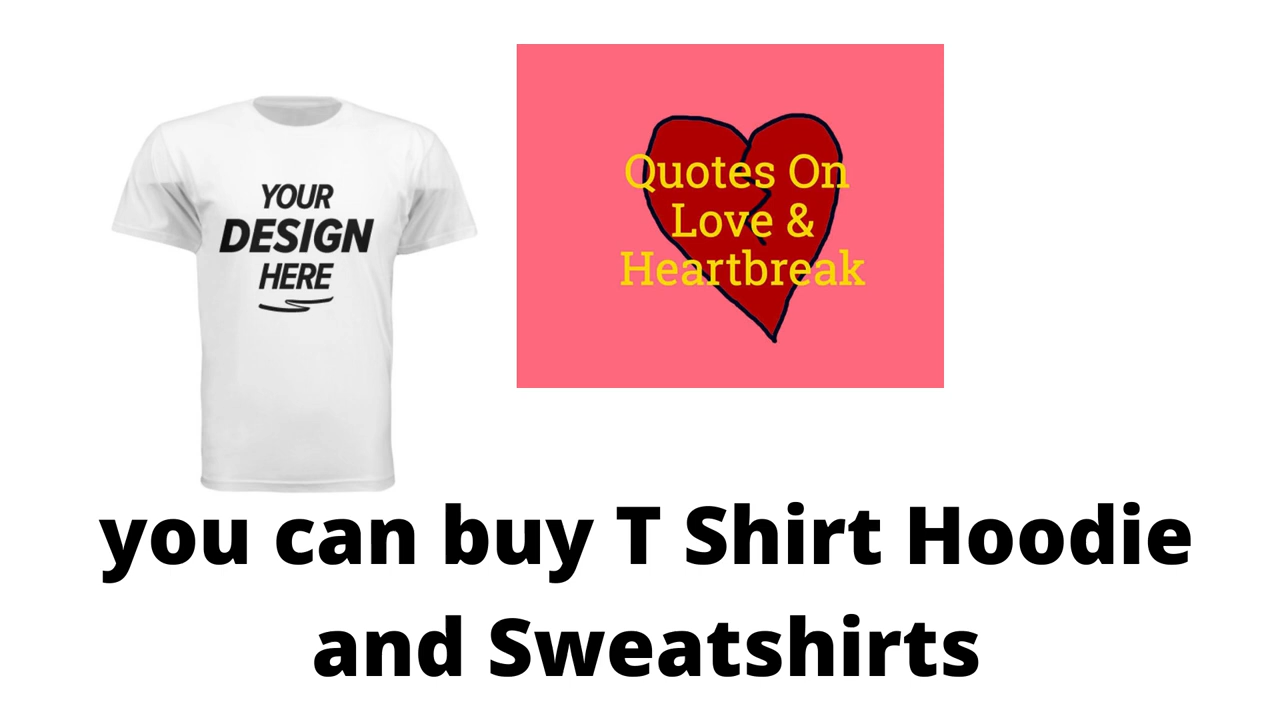 YOUR
DESIGN
HERE
Quotes On
Love &
Heartbreak
you can buy T Shirt Hoodie
and Sweatshirts